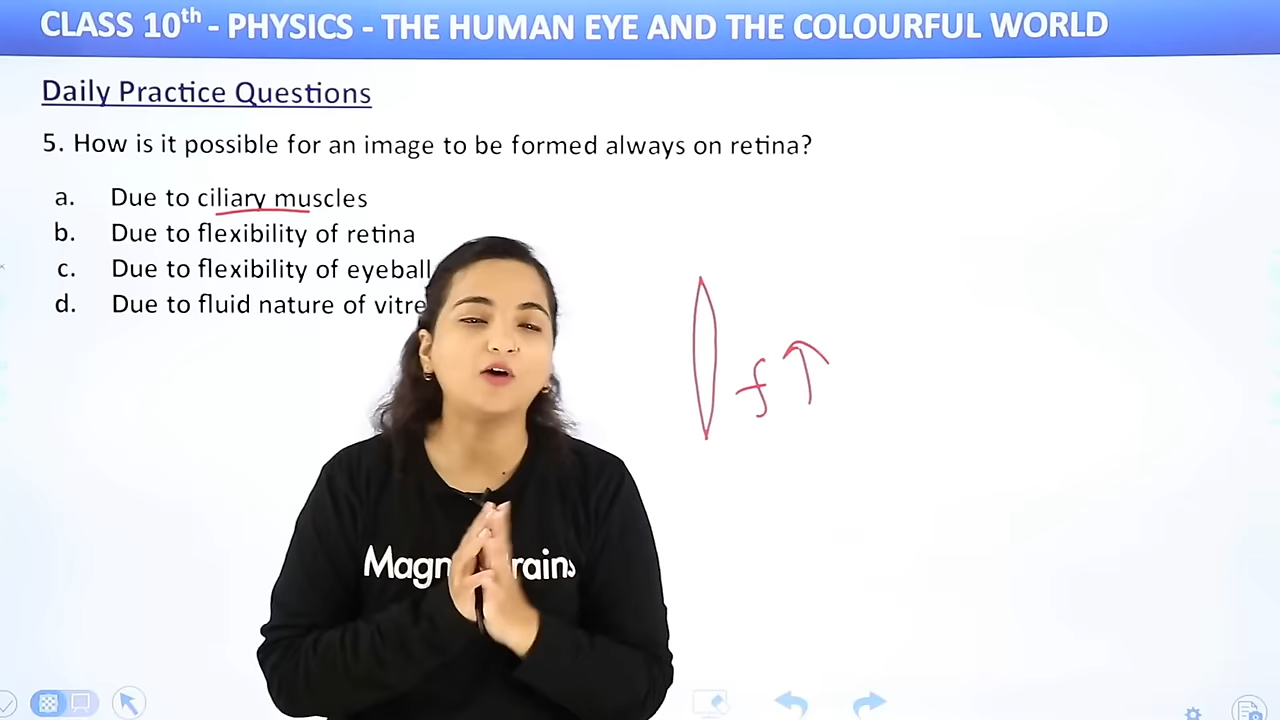 CLASS 10th - PHYSICS - THE HUMAN EYE AND THE COLOURFUL WORLD
Daily Practice Questions
5. How is it possible for an image to be formed always on retina?
a. Due to ciliary muscles
b. Due to flexibility of retina
c. Due to flexibility of eyeball
d. Due to fluid nature of
f↑